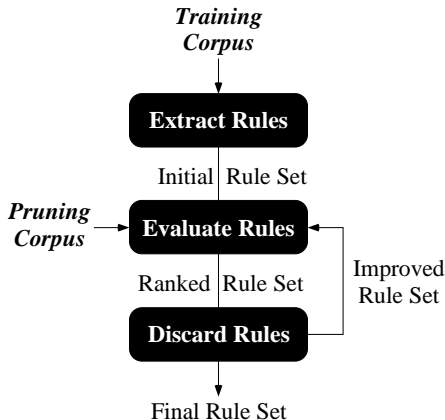 Training
Corpus
Extract Rules
Initial Rule Set
Pruning
Corpus
Evaluate Rules
Ranked Rule Set
Improved
Rule Set
Discard Rules
Final Rule Set